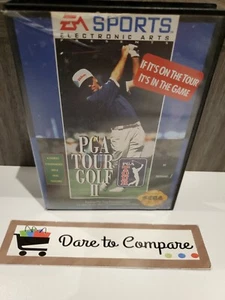 EA SPORTS
ELECTRONIC ARTS
IF IT'S ON THE TOUR,
IT'S IN THE GAME
PGA
TOUR
GOLF
II
Dare to Compare